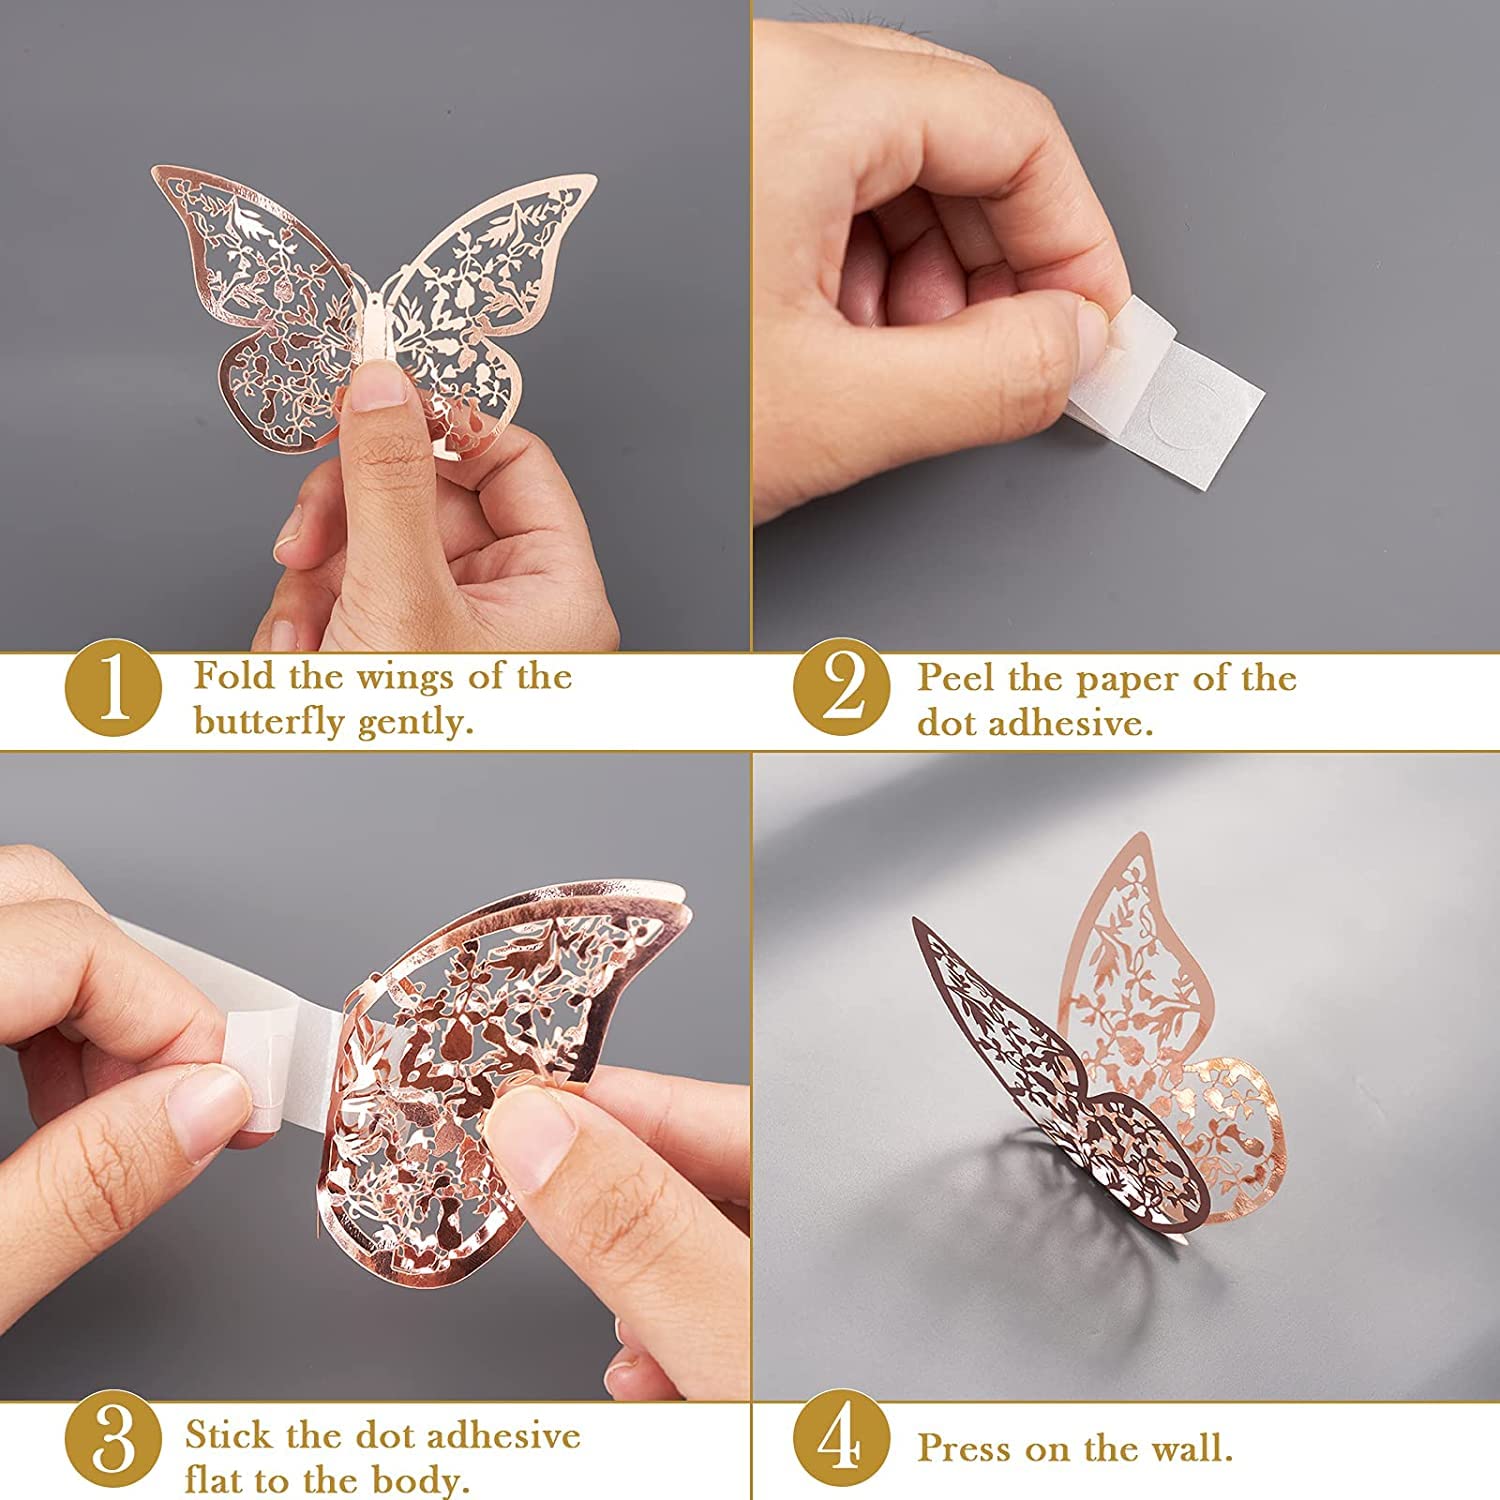 1
Fold the wings of the
butterfly gently.
2
Peel the paper of the
dot adhesive.
3
Stick the dot adhesive
flat to the body.
4
Press on the wall.